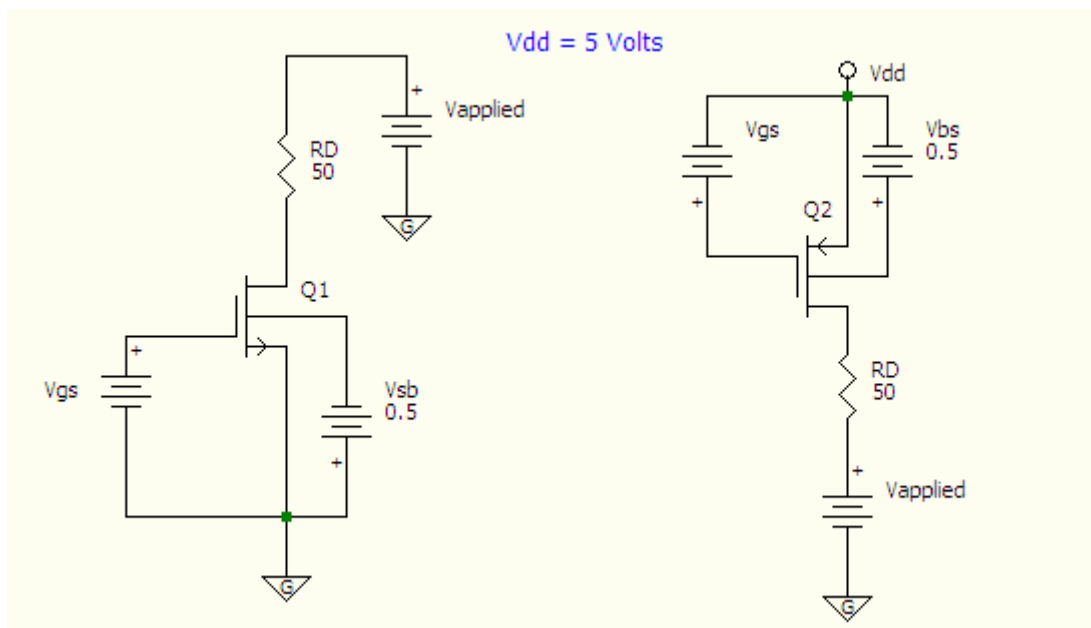 Vdd = 5 Volts
+
Vapplied
RD
50
G
Q1
+
Vgs
Vsb
0.5
+
G
Vdd
Vgs
+
Vbs
0.5
+
Q2
RD
50
+
Vapplied
G